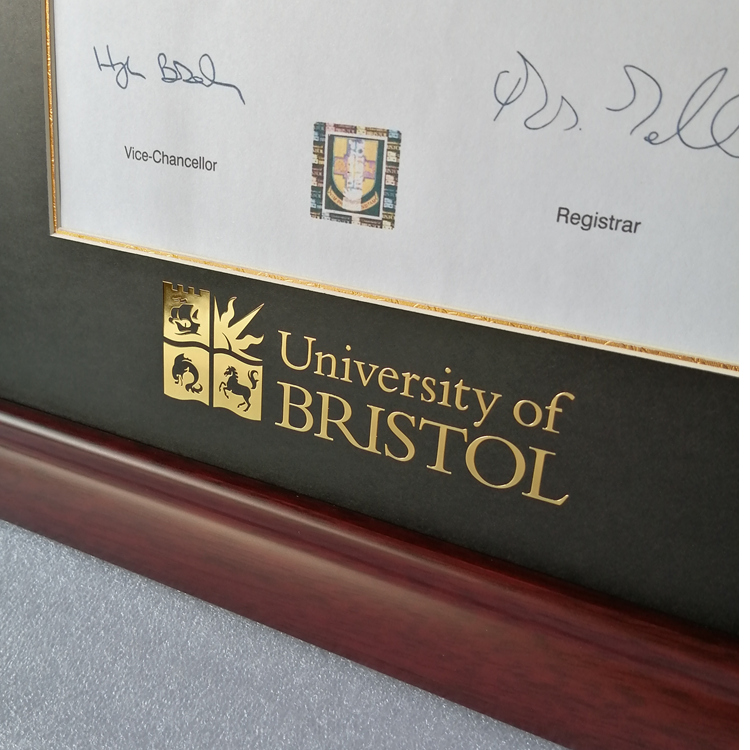 Vice-Chancellor
Registrar
University of
BRISTOL